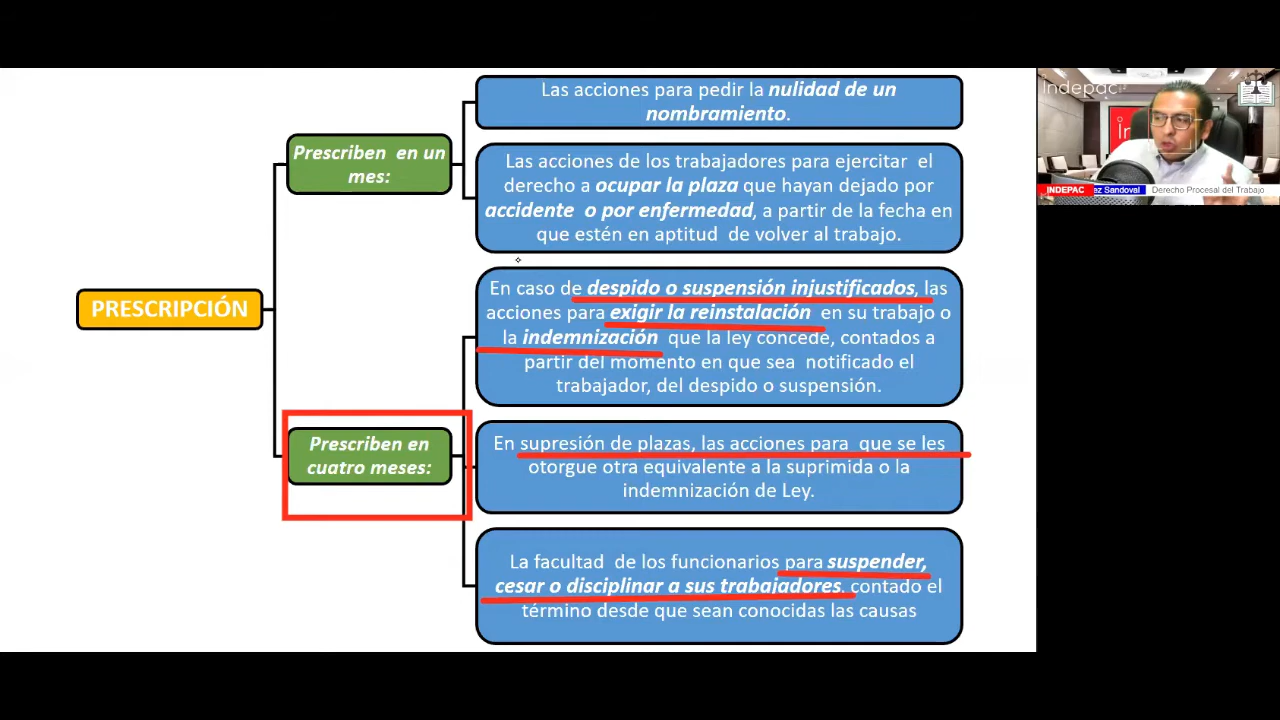 Las acciones para pedir la nulidad de un
nombramiento.
Prescriben en un
mes:
Las acciones de los trabajadores para ejercitar el
derecho a ocupar la plaza que hayan dejado por
accidente o por enfermedad, a partir de la fecha en
que estén en aptitud de volver al trabajo.
PRESCRIPCIÓN
En caso de despido o suspensión injustificados, las
acciones para exigir la reinstalación en su trabajo o
la indemnización que la ley concede, contados a
partir del momento en que sea notificado el
trabajador, del despido o suspensión.
Prescriben en
cuatro meses:
En supresión de plazas, las acciones para que se les
otorgue otra equivalente a la suprimida o la
indemnización de Ley.
La facultad de los funcionarios para suspender,
cesar o disciplinar a sus trabajadores. contado el
término desde que sean conocidas las causas
indepac
INDEPAC
ez Sandoval
Derecho Procesal del Trabajo